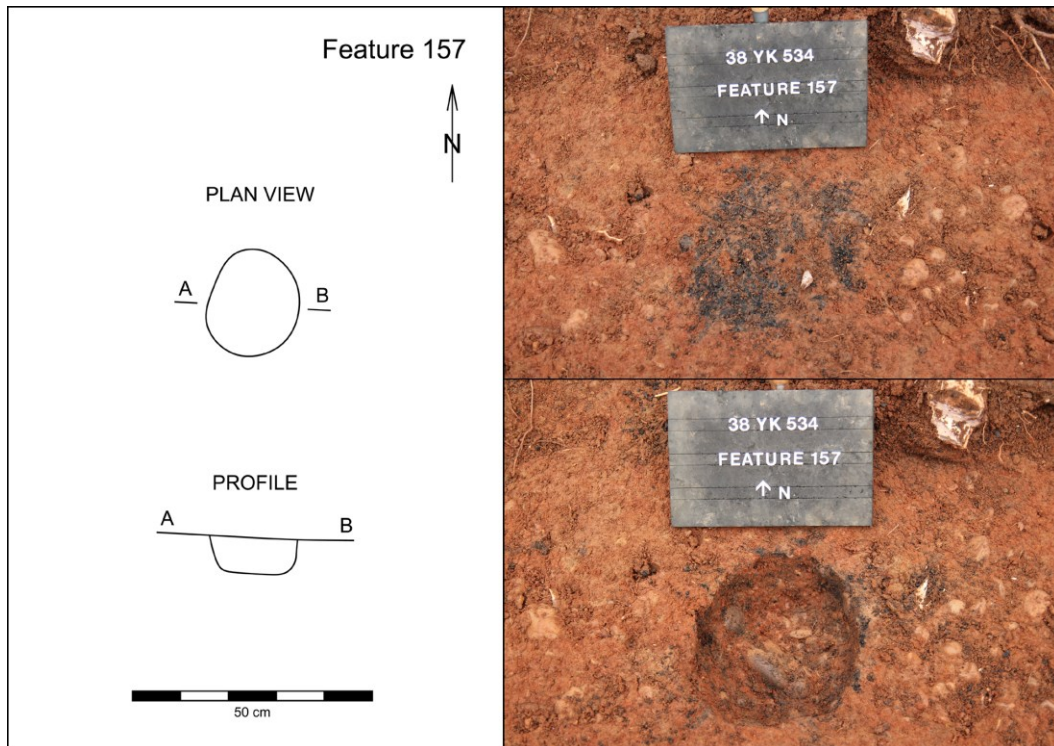 Feature 157
N
PLAN VIEW
A
B
PROFILE
A
B
50 cm
38 YK 534
FEATURE 157
↑ N
38 YK 534
FEATURE 157
↑ N